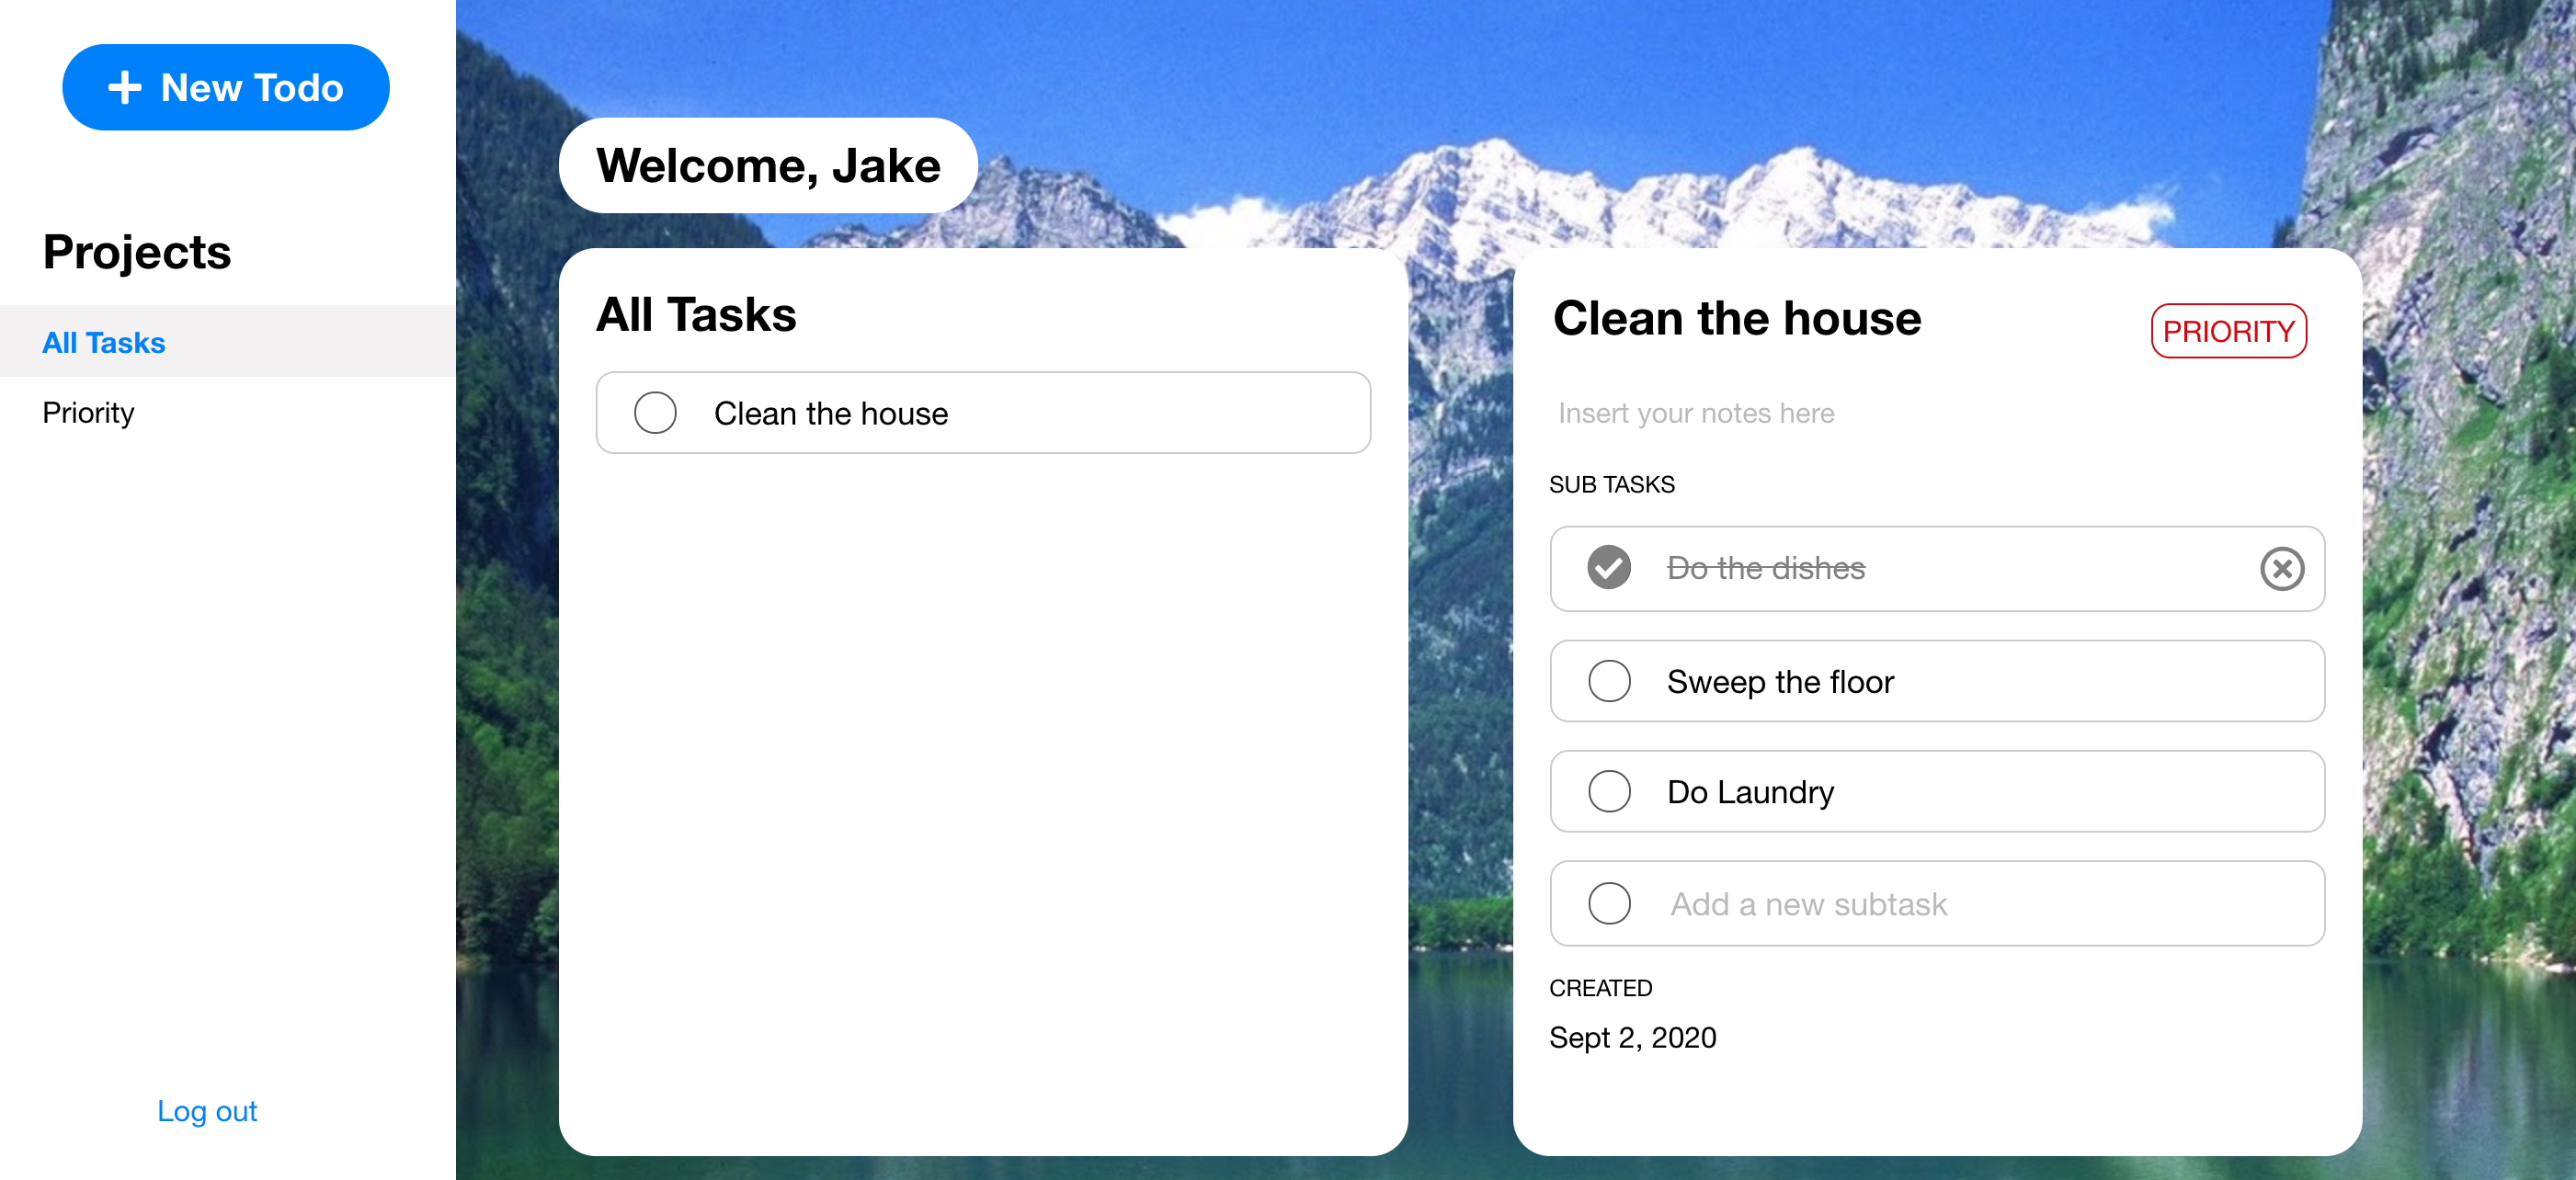 New Todo
Projects
All Tasks
Priority
Log out
Welcome, Jake
All Tasks
Clean the house
Clean the house
PRIORITY
Insert your notes here
SUB TASKS
Do the dishes
Sweep the floor
Do Laundry
Add a new subtask
CREATED
Sept 2, 2020